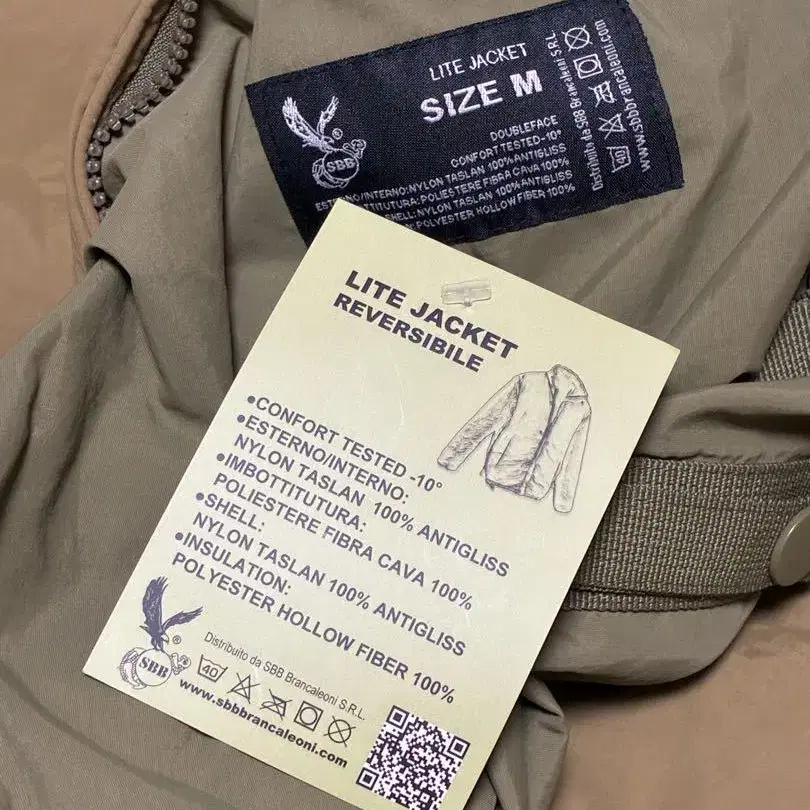 LITE JACKET
SIZE M
DOUBLEFACE
CONFORT TESTED-10°
ESTERNO/INTERNO:NYLON TASLAN 100%ANTIGLISS
POLIESTERE FIBRA CAVA 100%
SHELL:NYLON TASLAN 100%ANTIGLISS
POLYESTER HOLLOW FIBER 100%
SBB
®
Distribuito da SBB Brancaleoni S.R.L
40
www.sbbbrancaleoni.com
LITE JACKET
REVERSIBILE
•CONFORT TESTED -10°
•ESTERNO/INTERNO:
NYLON TASLAN 100% ANTIGLISS
•IMBOTTITUTURA:
POLIESTERE FIBRA CAVA 100%
•SHELL:
NYLON TASLAN 100% ANTIGLISS
•INSULATION:
POLYESTER HOLLOW FIBER 100%
SBB
®
Distribuito da SBB Brancaleoni S.R.L.
40
www.sbbbrancaleoni.com